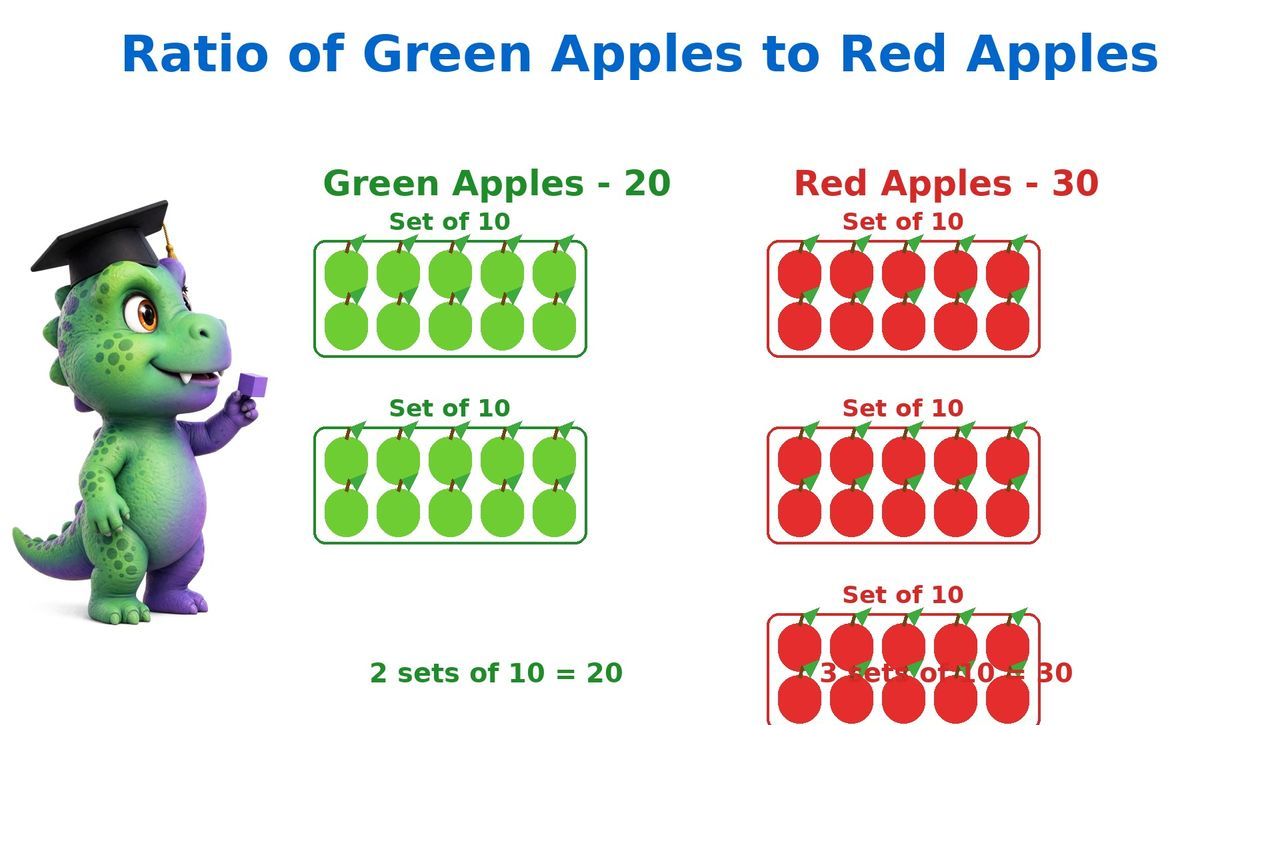 Ratio of Green Apples to Red Apples
Green Apples - 20
Set of 10
Set of 10
2 sets of 10 = 20
Red Apples - 30
Set of 10
Set of 10
Set of 10
3 sets of 10 = 30